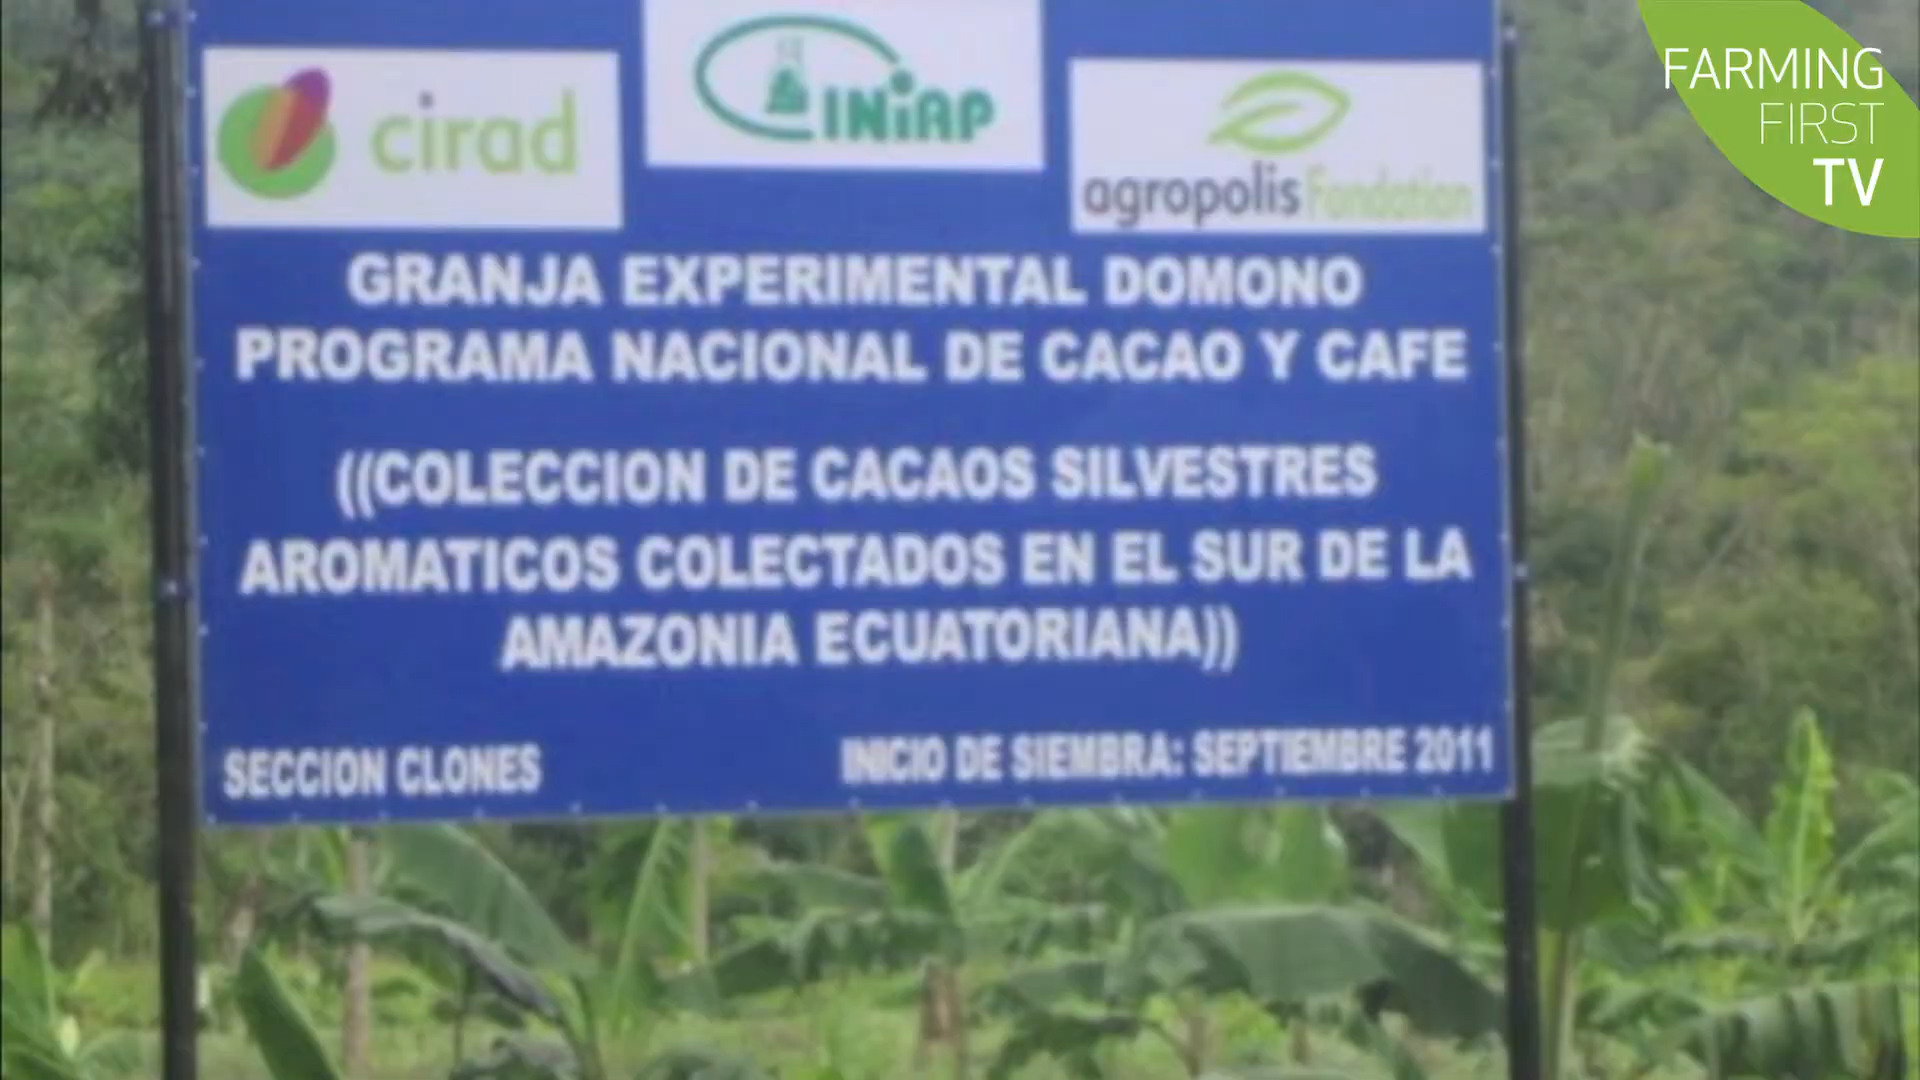 cirad
INiAP
agropolis Fondation
FARMING
FIRST
TV
GRANJA EXPERIMENTAL DOMONO
PROGRAMA NACIONAL DE CACAO Y CAFE
((COLECCION DE CACAOS SILVESTRES
AROMATICOS COLECTADOS EN EL SUR DE LA
AMAZONIA ECUATORIANA))
SECCION CLONES
INICIO DE SIEMBRA: SEPTIEMBRE 2011